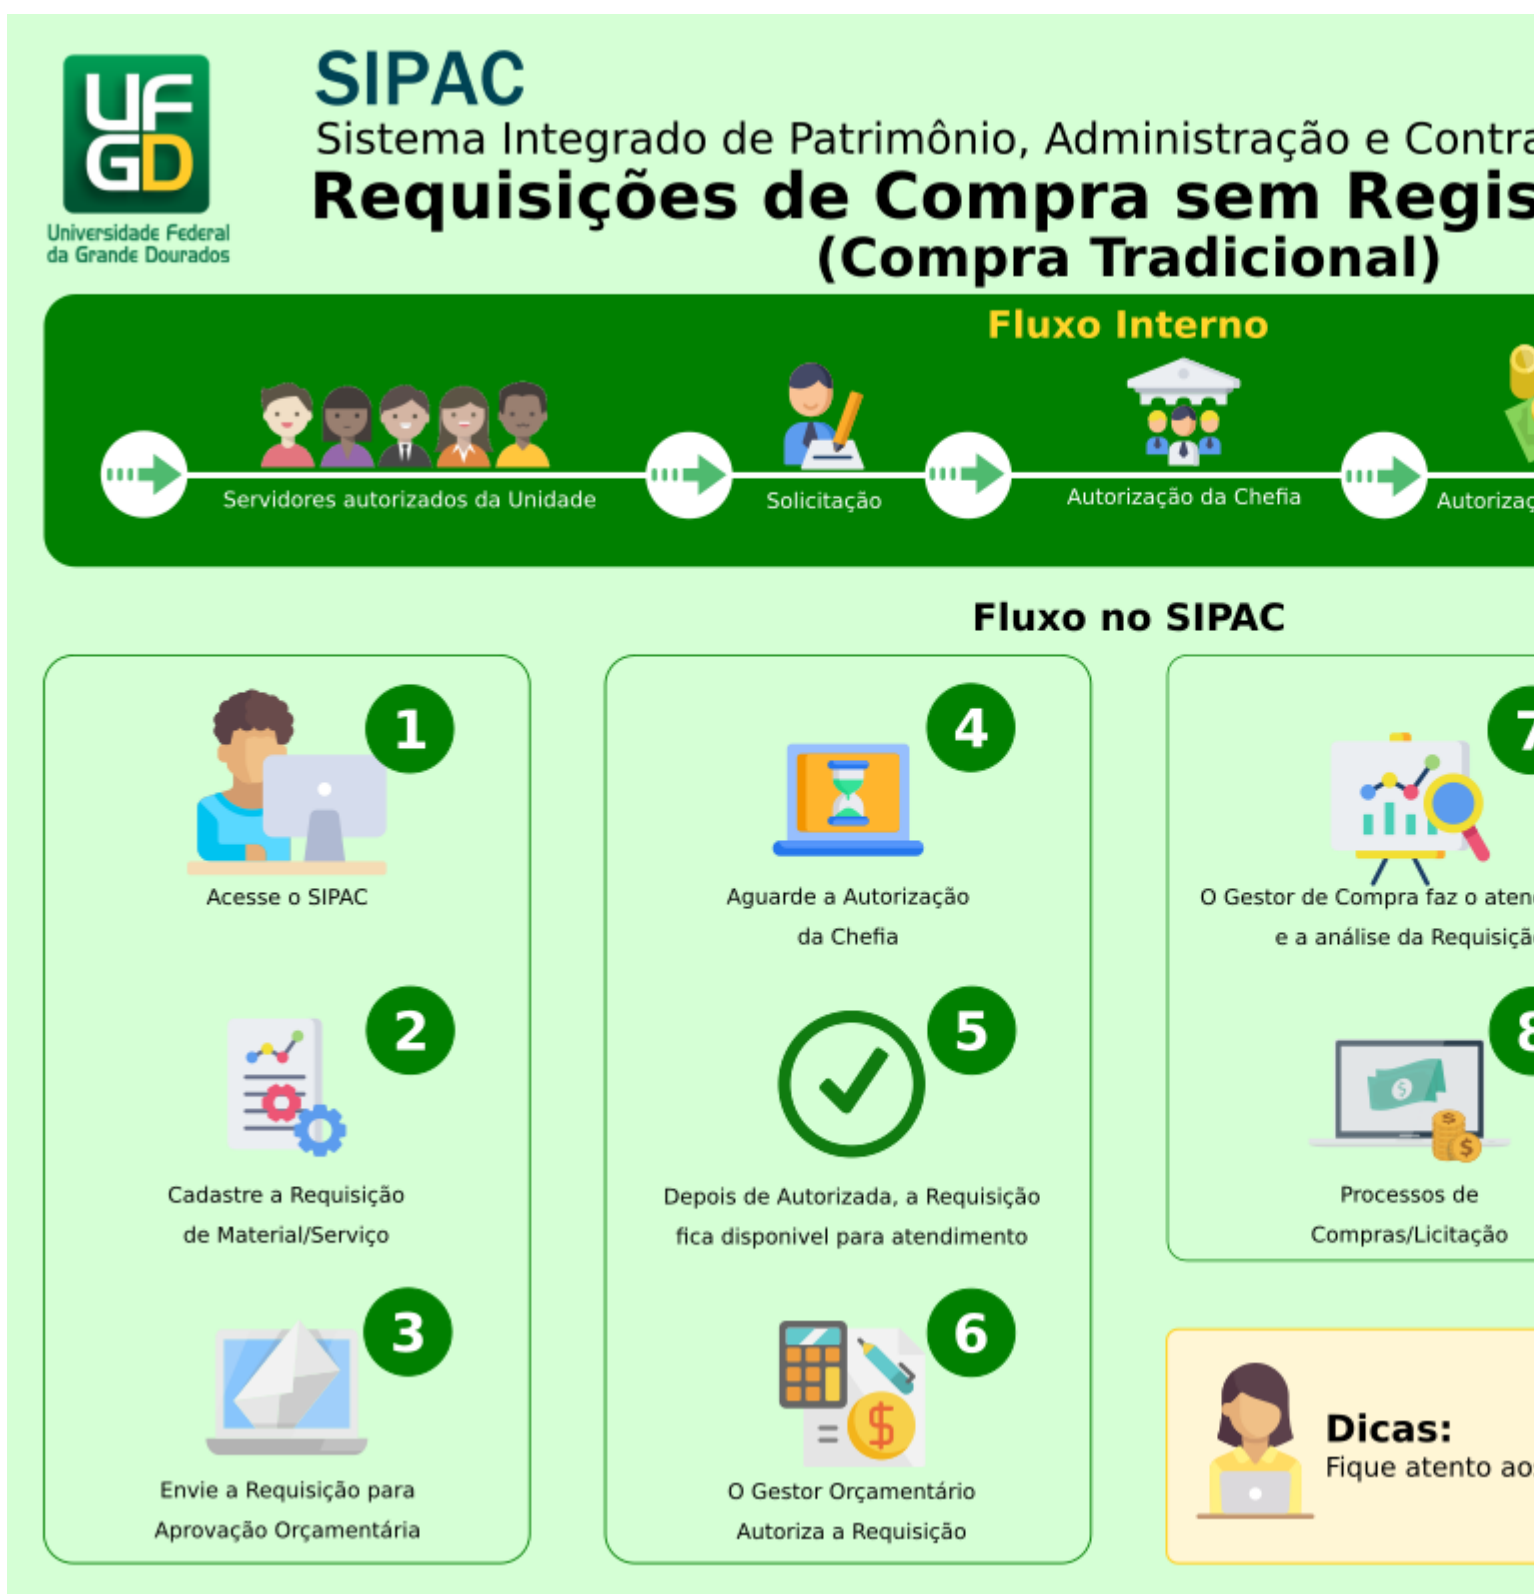 UF
GD
Universidade Federal
da Grande Dourados
SIPAC
Sistema Integrado de Patrimônio, Administração e
Requisições de Compra sem
(Compra Tradicional)
Fluxo Interno
Servidores autorizados da Unidade
Solicitação
Autorização da Chefia
Fluxo no SIPAC
1
Acesse o SIPAC
2
Cadastre a Requisição
de Material/Serviço
3
Envie a Requisição para
Aprovação Orçamentária
4
Aguarde a Autorização
da Chefia
5
Depois de Autorizada, a Requisição
fica disponivel para atendimento
6
O Gestor Orçamentário
Autoriza a Requisição
7
O Gestor de Compra faz o
e a análise da
8
Processos de
Compras/Licitação
Dicas:
Fique atento